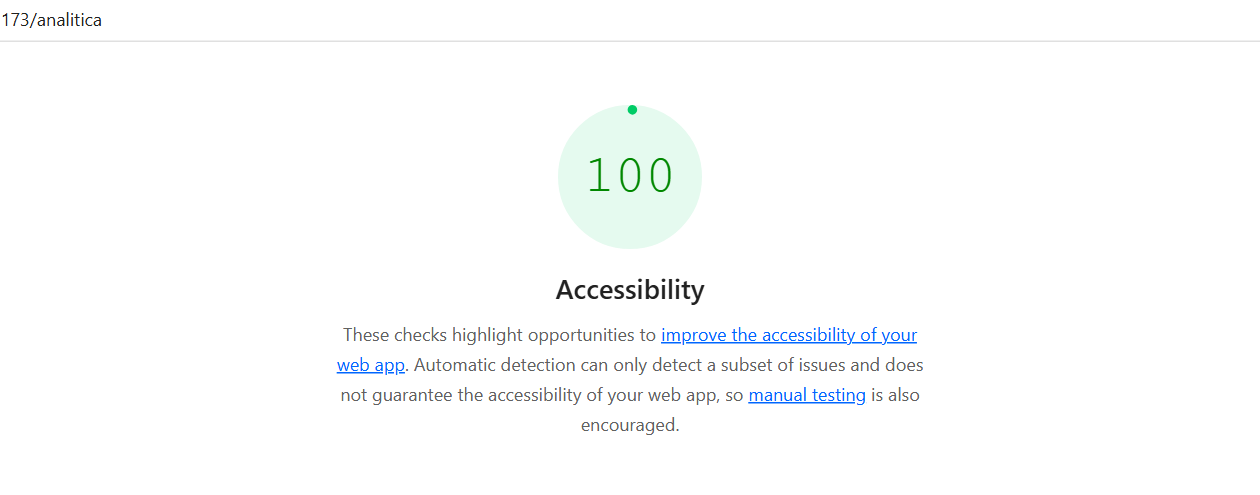 173/analitica
100
Accessibility
These checks highlight opportunities to improve the accessibility of your
web app. Automatic detection can only detect a subset of issues and does
not guarantee the accessibility of your web app, so manual testing is also
encouraged.